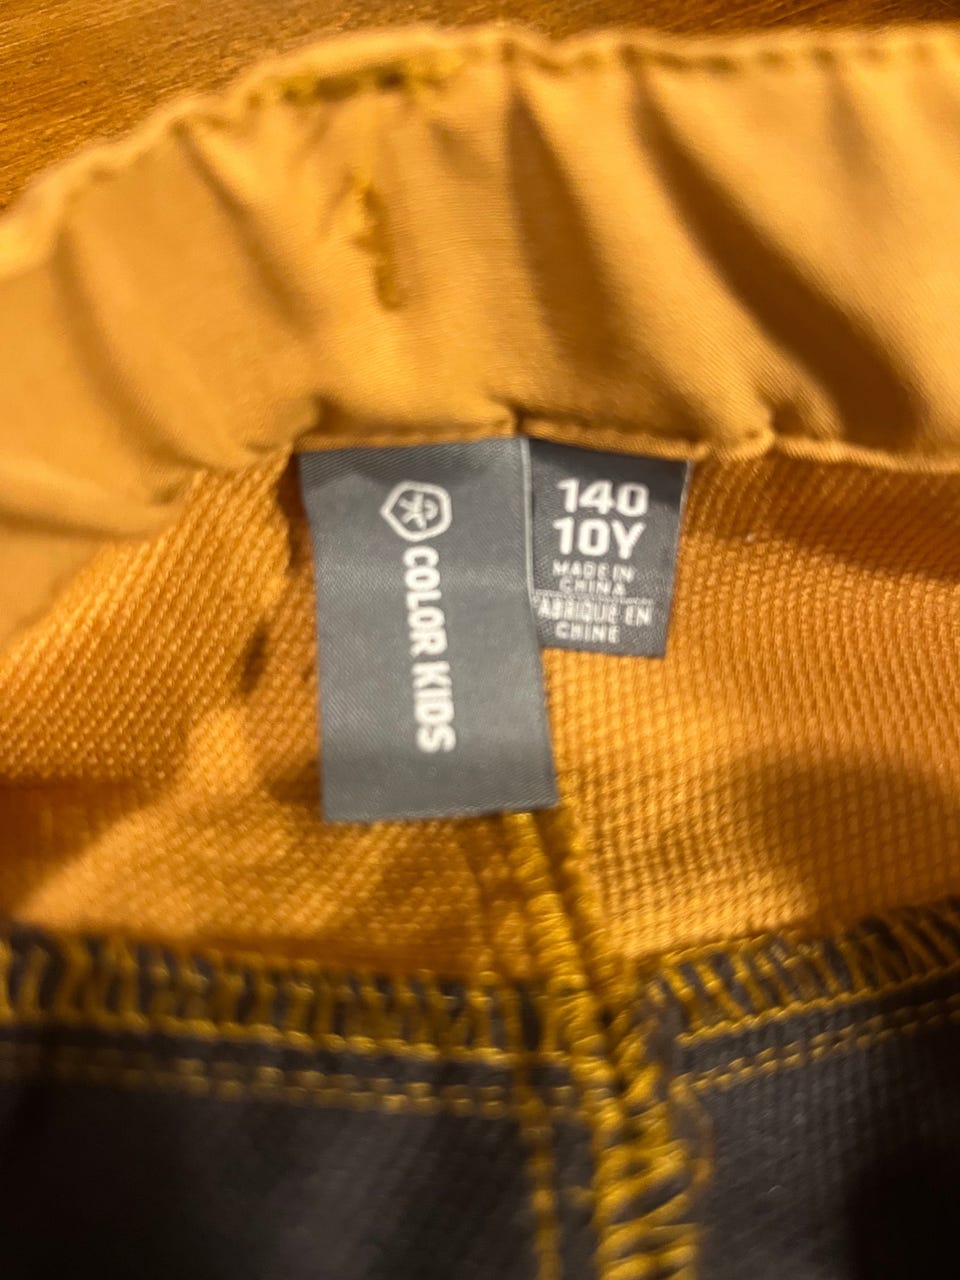 COLOR KIDS
140
10Y
MADE IN
CHINA
FABRIQUE EN
CHINE